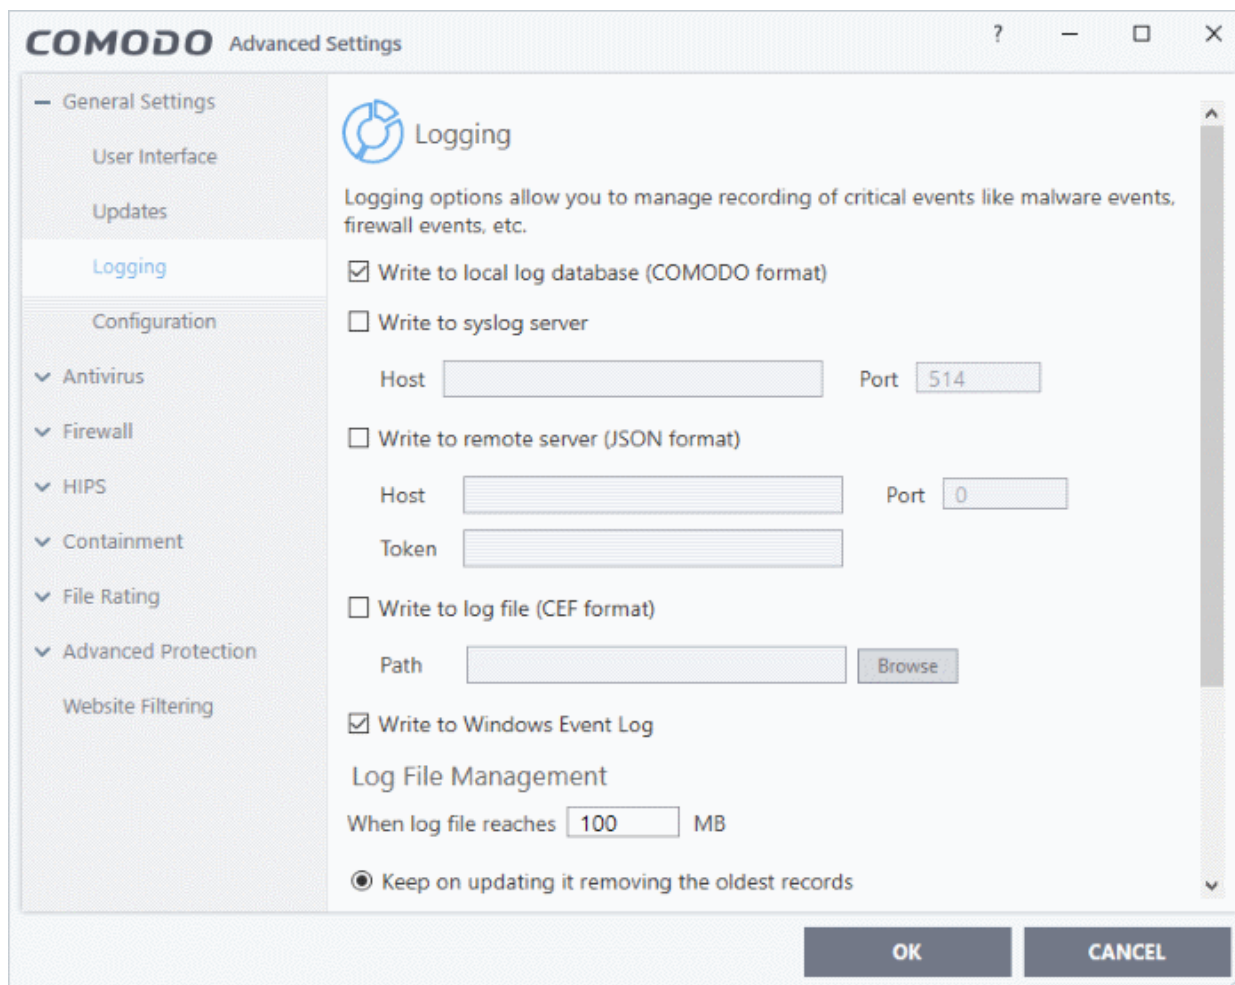 COMODO Advanced Settings ?
General Settings
User Interface
Updates
Logging
Configuration
Antivirus
Firewall
HIPS
Containment
File Rating
Advanced Protection
Website Filtering
Logging
Logging options allow you to manage recording of critical events like malware events,
firewall events, etc.
Write to local log database (COMODO format)
Write to syslog server
Host Port 514
Write to remote server (JSON format)
Host Port 0
Token
Write to log file (CEF format)
Path Browse
Write to Windows Event Log
Log File Management
When log file reaches 100 MB
Keep on updating it removing the oldest records
OK CANCEL